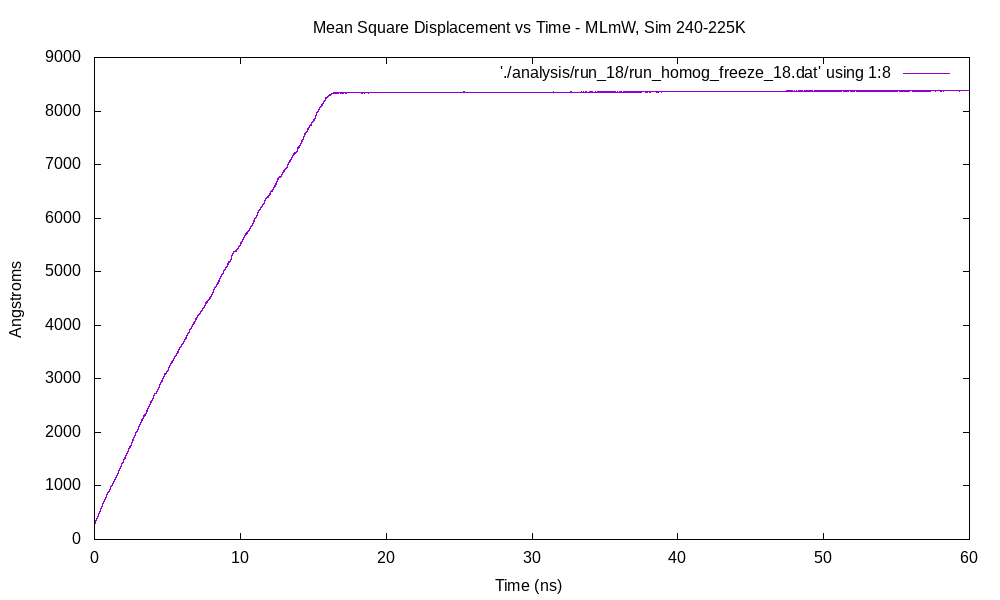 Mean Square Displacement vs Time - MLmW, Sim 240-225K
9000
'./analysis/run_18/run_homog_freeze_18.dat' using 1:8
8000
7000
6000
5000
4000
3000
2000
1000
0
Angstroms
0 10 20 30 40 50 60
Time (ns)